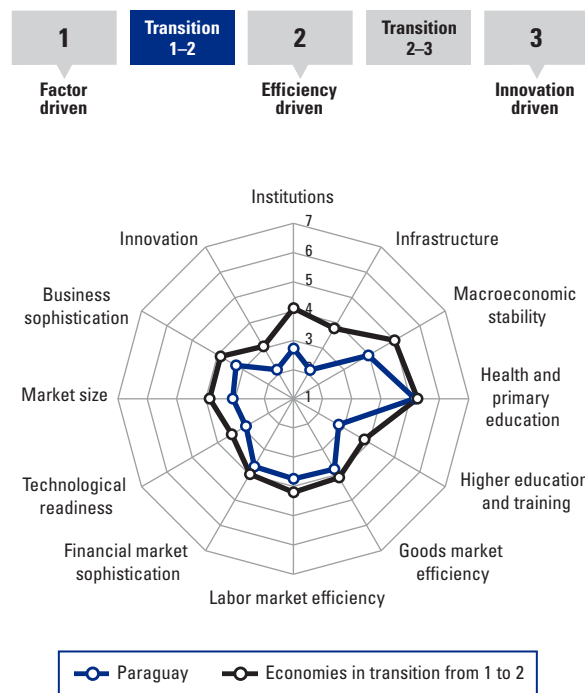 1
Transition
1–2
2
Transition
2–3
3
Factor
driven
Efficiency
driven
Innovation
driven
Institutions
7
Innovation
Infrastructure
6
5
Business
sophistication
Macroeconomic
stability
4
3
2
Market size
1
Health and
primary
education
Technological
readiness
Higher education
and training
Financial market
sophistication
Goods market
efficiency
Labor market efficiency
Paraguay
Economies in transition from 1 to 2